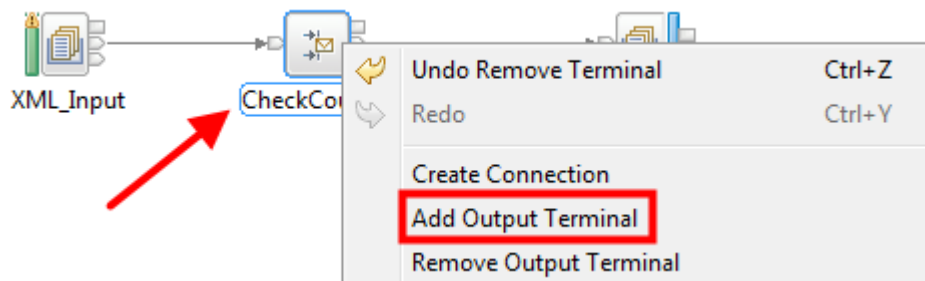 XML_Input
CheckCou
Undo Remove Terminal Ctrl+Z
Redo Ctrl+Y
Create Connection
Add Output Terminal
Remove Output Terminal